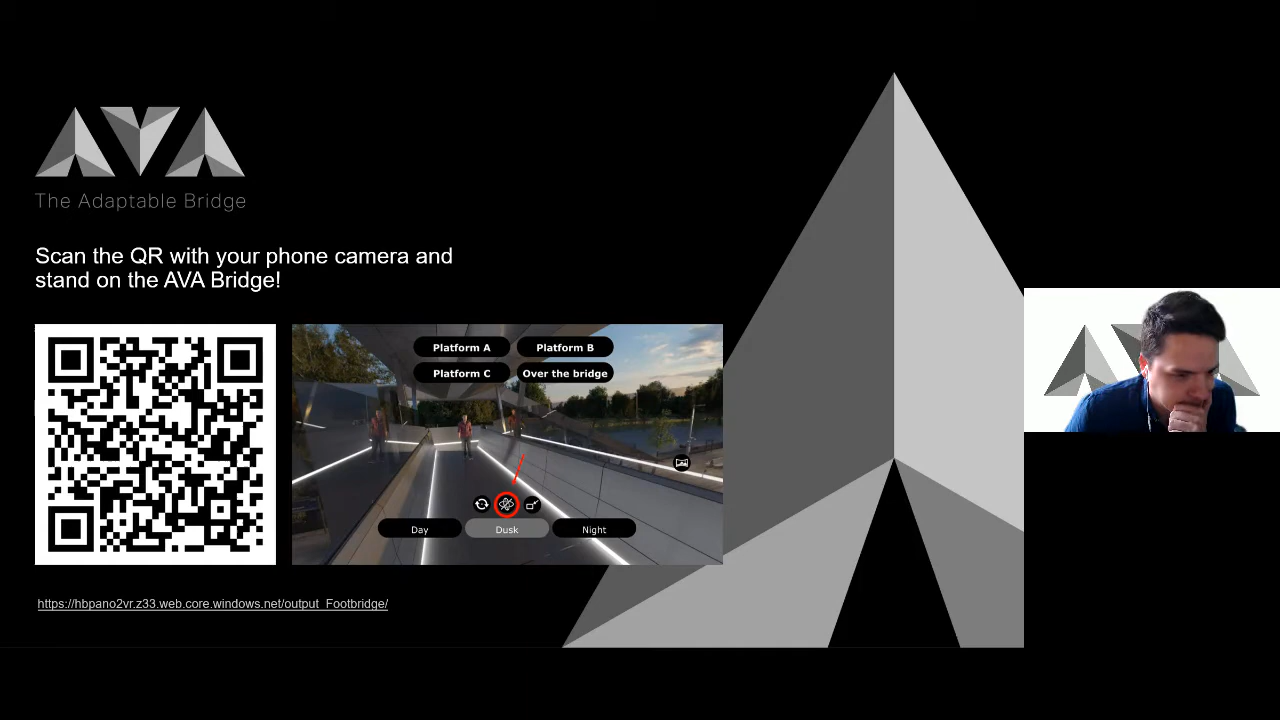 AVA
The Adaptable Bridge
Scan the QR with your phone camera and
stand on the AVA Bridge!
Platform A
Platform B
Platform C
Over the bridge
Day
Dusk
Night
https://hbpano2vr.z33.web.core.windows.net/output_Footbridge/